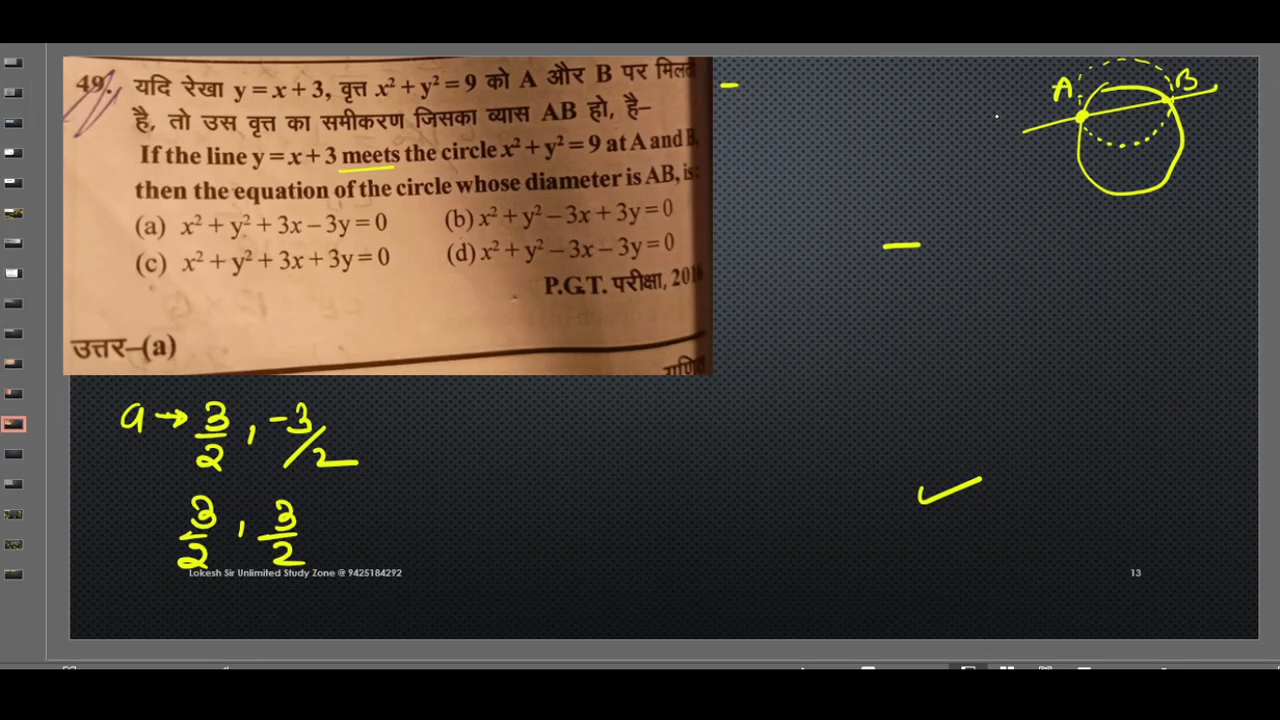 49. यदि रेखा y = x + 3, वृत्त x² + y² = 9 को A और B पर मिलती
है, तो उस वृत्त का समीकरण जिसका व्यास AB हो, है–
If the line y = x + 3 meets the circle x² + y² = 9 at A and B,
then the equation of the circle whose diameter is AB, is:
(a) x² + y² + 3x – 3y = 0 (b) x² + y² – 3x + 3y = 0
(c) x² + y² + 3x + 3y = 0 (d) x² + y² – 3x – 3y = 0
P.G.T. परीक्षा, 2016
उत्तर–(a)
गणित
A B
a → 3/2, -3/2
3/2, 3/2
Lokesh Sir Unlimited Study Zone @ 9425184292
13